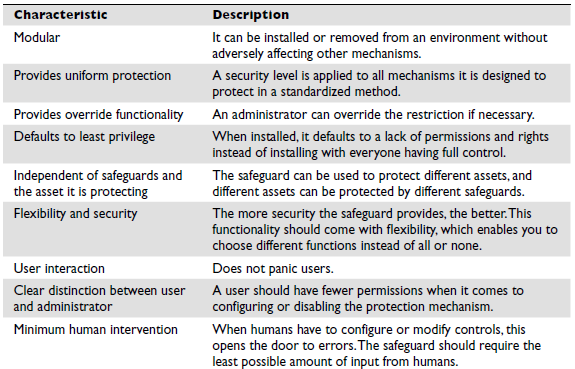 Characteristic Description
Modular It can be installed or removed from an environment without
adversely affecting other mechanisms.
Provides uniform protection A security level is applied to all mechanisms it is designed to
protect in a standardized method.
Provides override functionality An administrator can override the restriction if necessary.
Defaults to least privilege When installed, it defaults to a lack of permissions and rights
instead of installing with everyone having full control.
Independent of safeguards and The safeguard can be used to protect different assets, and
the asset it is protecting different assets can be protected by different safeguards.
Flexibility and security The more security the safeguard provides, the better. This
functionality should come with flexibility, which enables you to
choose different functions instead of all or none.
User interaction Does not panic users.
Clear distinction between user A user should have fewer permissions when it comes to
and administrator configuring or disabling the protection mechanism.
Minimum human intervention When humans have to configure or modify controls, this
opens the door to errors. The safeguard should require the
least possible amount of input from humans.